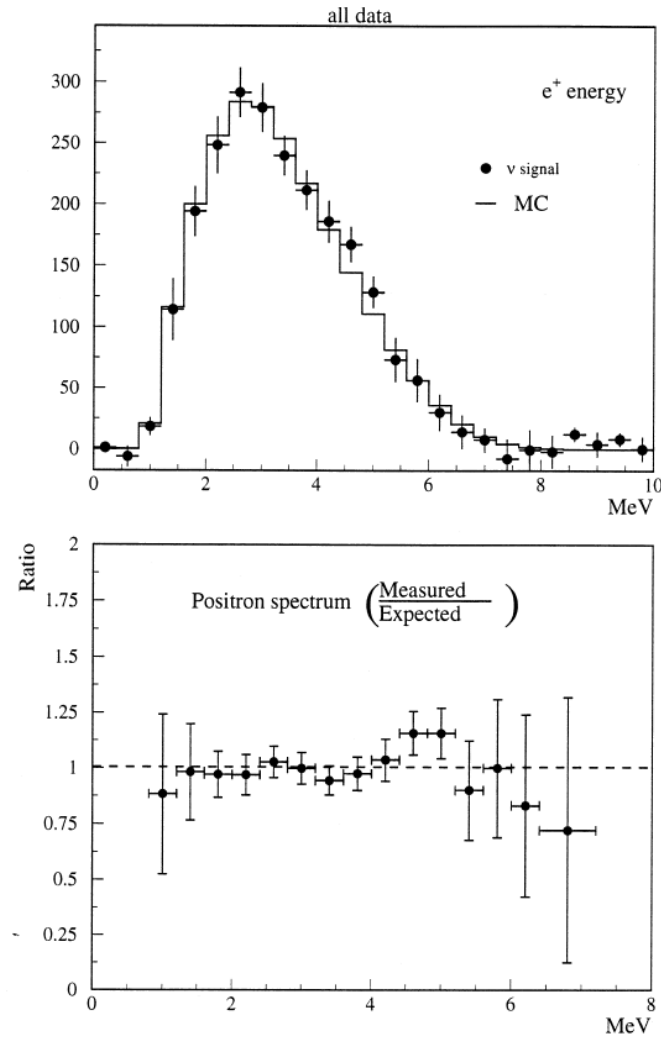 all data
300
250
200
150
100
50
0
e+ energy
ν signal
MC
0 2 4 6 8 10
MeV
Ratio
2
1.75
1.5
1.25
1
0.75
0.5
0.25
0
Positron spectrum (Measured
Expected)
0 2 4 6 8
MeV